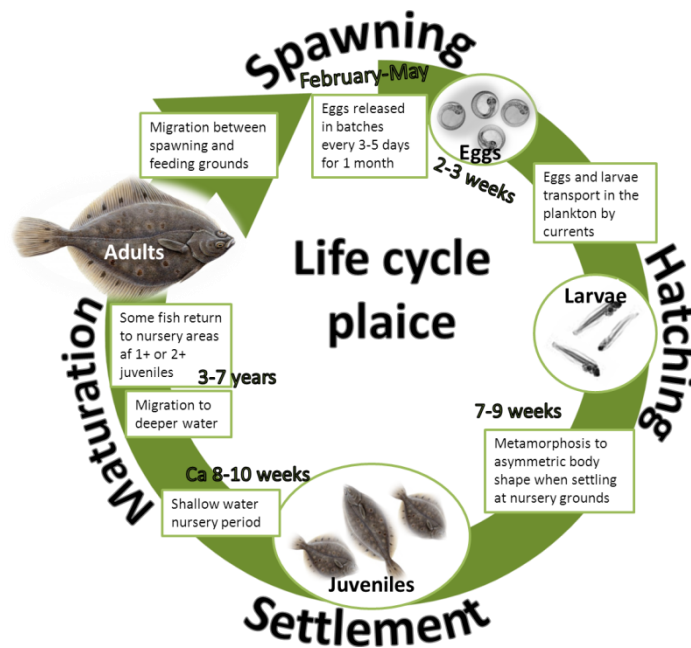 Spawning
February-May
Eggs released
in batches
every 3-5 days
for 1 month
Eggs
2-3 weeks
Eggs and larvae
transport in the
plankton by
currents
Hatching
Larvae
7-9 weeks
Metamorphosis to
asymmetric body
shape when settling
at nursery grounds
Juveniles
Settlement
Ca 8-10 weeks
Shallow water
nursery period
Migration to
deeper water
3-7 years
Some fish return
to nursery areas
af 1+ or 2+
juveniles
Maturation
Adults
Migration between
spawning and
feeding grounds
Life cycle
plaice